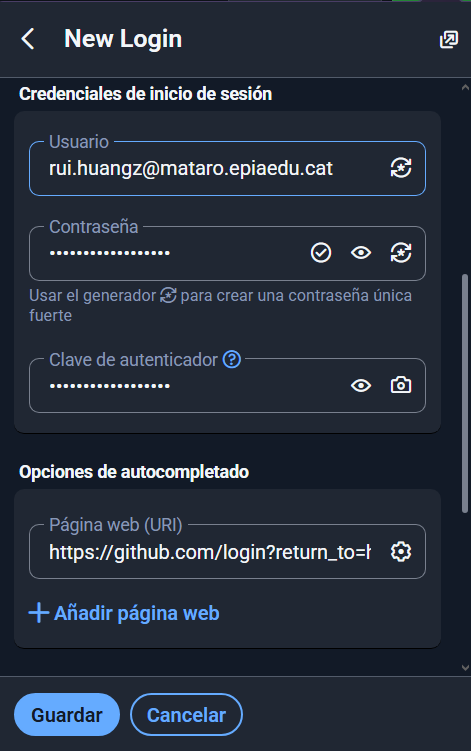 New Login
Credenciales de inicio de sesión
Usuario
rui.huangz@mataro.epiaedu.cat
Contraseña
••••••••••••••••••
Usar el generador para crear una contraseña única
fuerte
Clave de autenticador
••••••••••••••••••
Opciones de autocompletado
Página web (URI)
https://github.com/login?return_to=h
Añadir página web
Guardar
Cancelar